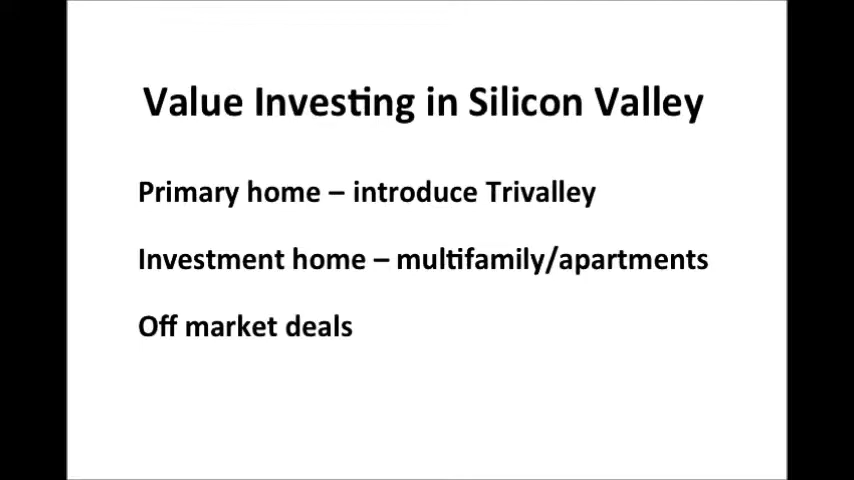 Value Investing in Silicon Valley
Primary home – introduce Trivalley
Investment home – multifamily/apartments
Off market deals